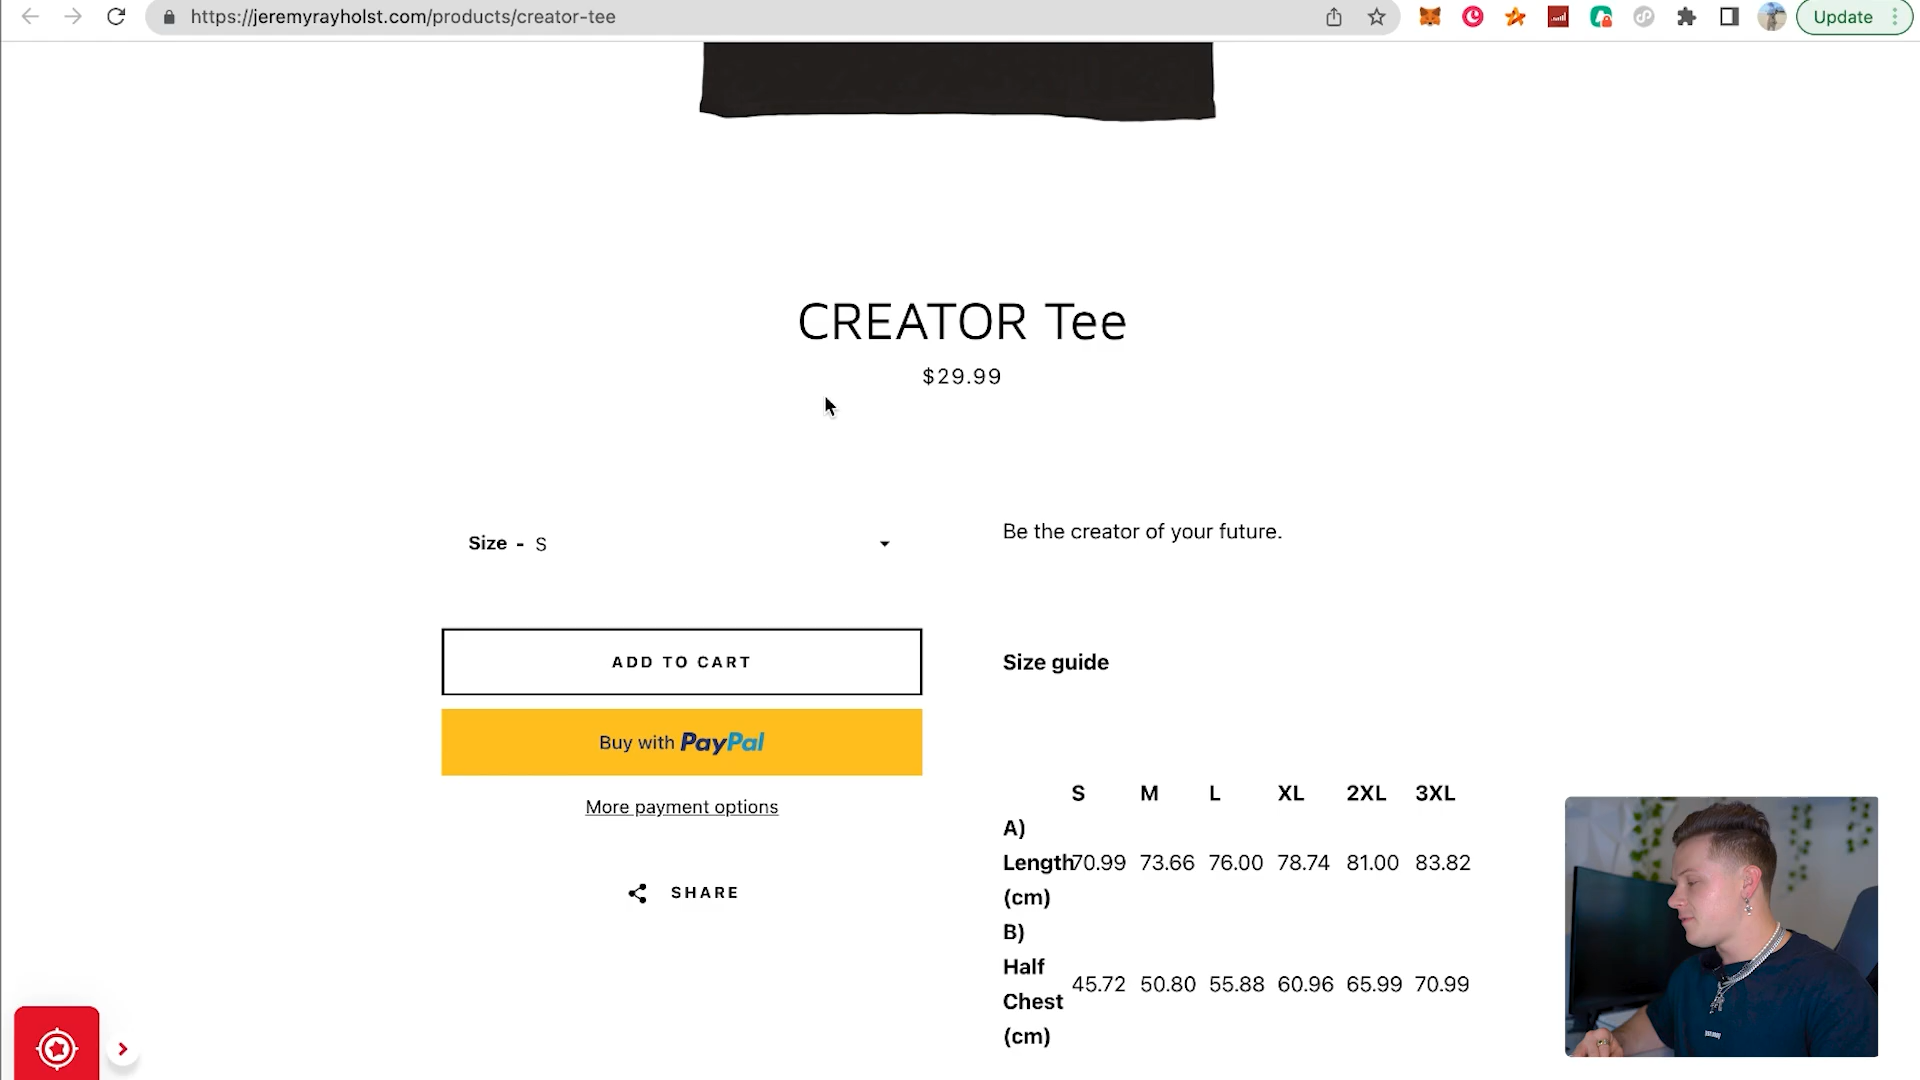 https://jeremyrayholst.com/products/creator-tee
Update
CREATOR Tee
$29.99
Size - S
Be the creator of your future.
ADD TO CART
Size guide
Buy with PayPal
More payment options
SHARE
S M L XL 2XL 3XL
A)
Length 70.99 73.66 76.00 78.74 81.00 83.82
(cm)
B)
Half
45.72 50.80 55.88 60.96 65.99 70.99
Chest
(cm)